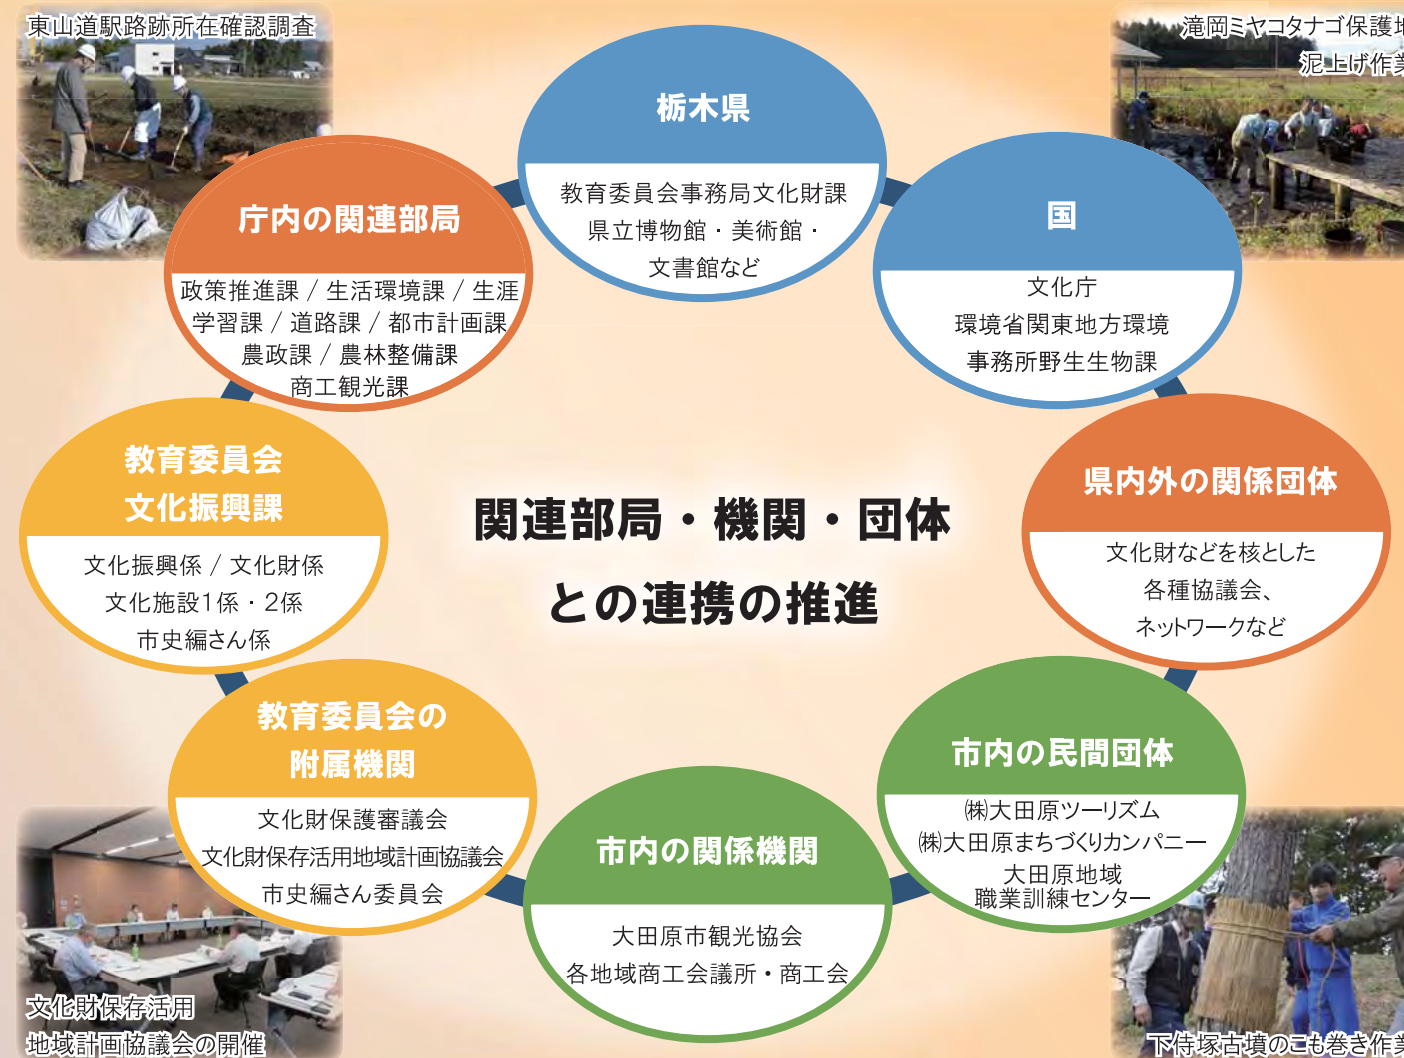 東山道駅路跡所在確認調査
滝岡ミヤコタナゴ保護地
泥上げ作業
栃木県
教育委員会事務局文化財課
県立博物館・美術館・
文書館など
国
文化庁
環境省関東地方環境
事務所野生生物課
庁内の関連部局
政策推進課 / 生活環境課 / 生涯
学習課 / 道路課 / 都市計画課
農政課 / 農林整備課
商工観光課
教育委員会
文化振興課
文化振興係 / 文化財係
文化施設1係・2係
市史編さん係
関連部局・機関・団体
との連携の推進
県内外の関係団体
文化財などを核とした
各種協議会、
ネットワークなど
教育委員会の
附属機関
文化財保護審議会
文化財保存活用地域計画協議会
市史編さん委員会
市内の関係機関
大田原市観光協会
各地域商工会議所・商工会
市内の民間団体
㈱大田原ツーリズム
㈱大田原まちづくりカンパニー
大田原地域
職業訓練センター
文化財保存活用
地域計画協議会の開催
下侍塚古墳のこも巻き作業